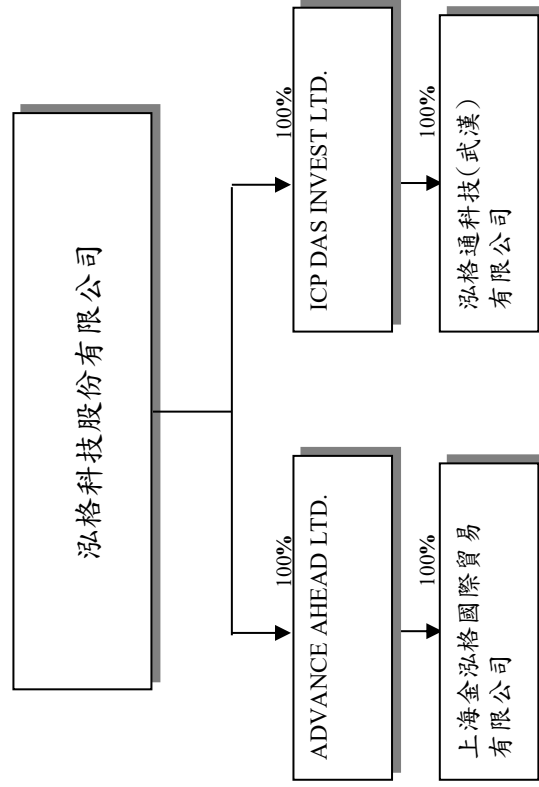 泓格科技股份有限公司
100%
ADVANCE AHEAD LTD.
100%
ICP DAS INVEST LTD.
100%
上海金泓格國際貿易
有限公司
100%
泓格通科技(武漢)
有限公司